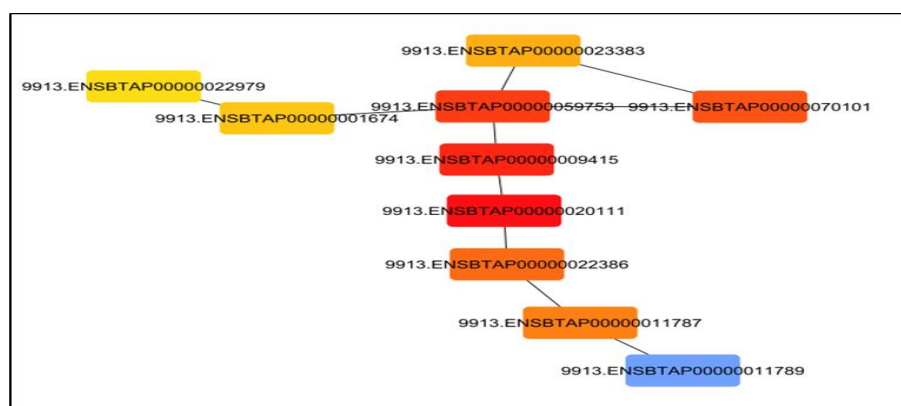 9913.ENSBTAP00000023383
9913.ENSBTAP00000022979
9913.ENSBTAP00000059753
9913.ENSBTAP00000070101
9913.ENSBTAP00000001674
9913.ENSBTAP00000009415
9913.ENSBTAP00000020111
9913.ENSBTAP00000022386
9913.ENSBTAP00000011787
9913.ENSBTAP00000011789